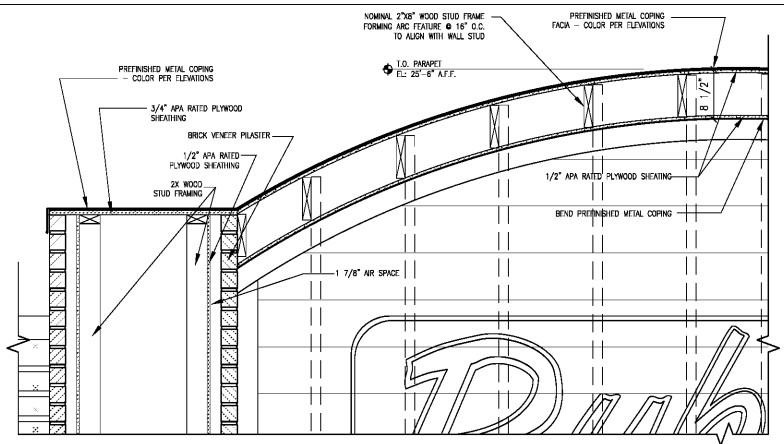 NOMINAL 2"X8" WOOD STUD FRAME
FORMING ARC FEATURE @ 16" O.C.
TO ALIGN WITH WALL STUD
PREFINISHED METAL COPING
FACIA - COLOR PER ELEVATIONS
T.O. PARAPET
EL: 25'-6" A.F.F.
PREFINISHED METAL COPING
- COLOR PER ELEVATIONS
3/4" APA RATED PLYWOOD
SHEATHING
BRICK VENEER PILASTER
1/2" APA RATED
PLYWOOD SHEATHING
2X WOOD
STUD FRAMING
8 1/2"
1/2" APA RATED PLYWOOD SHEATING
BEND PREFINISHED METAL COPING
1 7/8" AIR SPACE
Pub